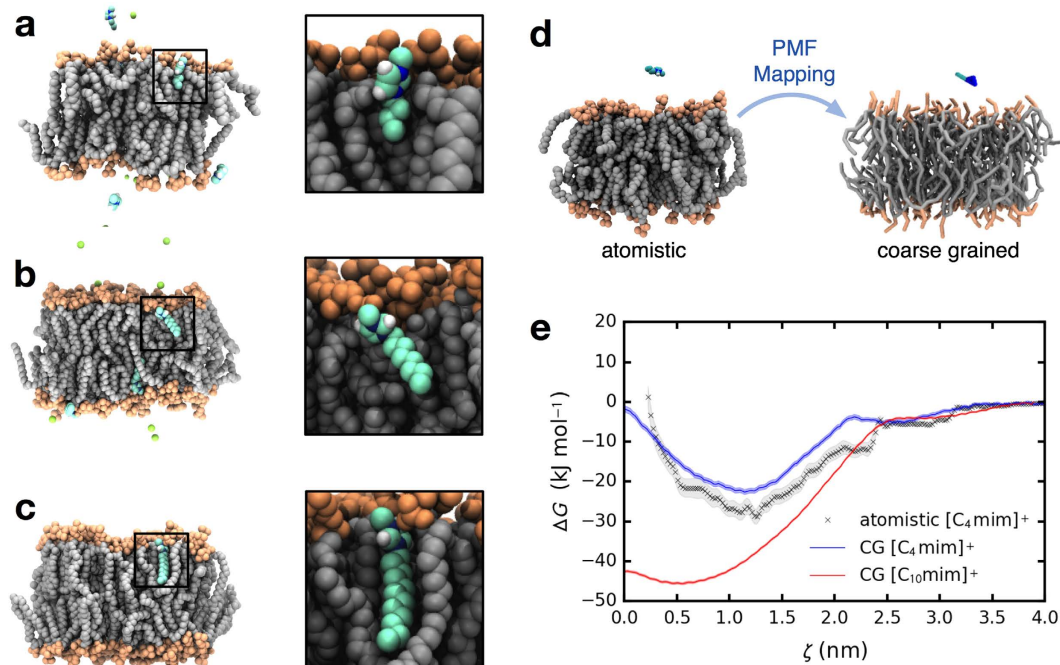 a
b
c
d
PMF
Mapping
atomistic
coarse grained
e
ΔG (kJ mol⁻¹)
20
10
0
−10
−20
−30
−40
−50
× atomistic [C₄mim]⁺
CG [C₄mim]⁺
CG [C₁₀mim]⁺
0.0 0.5 1.0 1.5 2.0 2.5 3.0 3.5 4.0
ζ (nm)